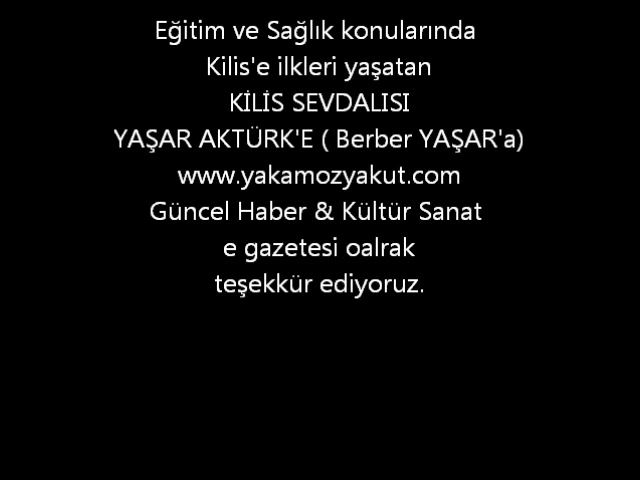 Eğitim ve Sağlık konularında
Kilis'e ilkleri yaşatan
KİLİS SEVDALISI
YAŞAR AKTÜRK'E ( Berber YAŞAR'a)
www.yakamozyakut.com
Güncel Haber & Kültür Sanat
e gazetesi oalrak
teşekkür ediyoruz.